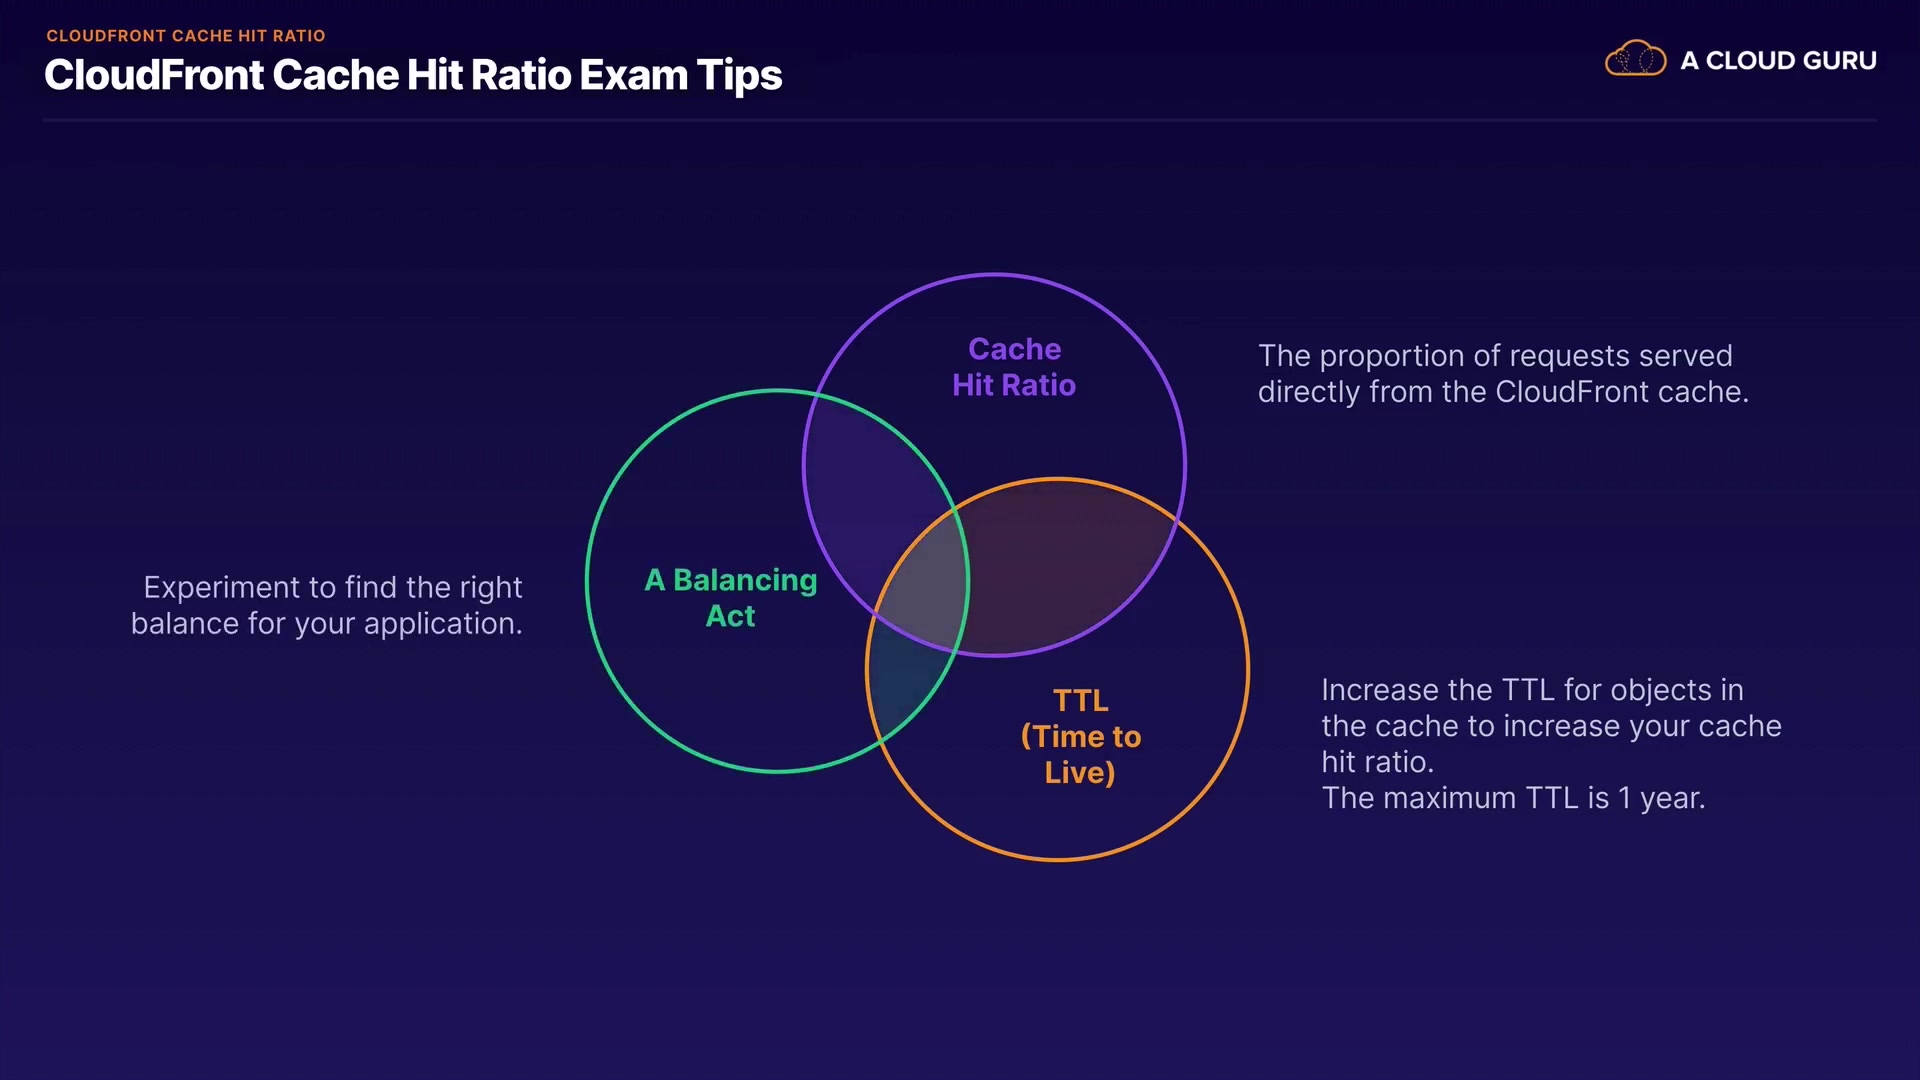 CLOUDFRONT CACHE HIT RATIO
CloudFront Cache Hit Ratio Exam Tips
A CLOUD GURU
Cache
Hit Ratio
The proportion of requests served
directly from the CloudFront cache.
A Balancing
Act
Experiment to find the right
balance for your application.
TTL
(Time to
Live)
Increase the TTL for objects in
the cache to increase your cache
hit ratio.
The maximum TTL is 1 year.